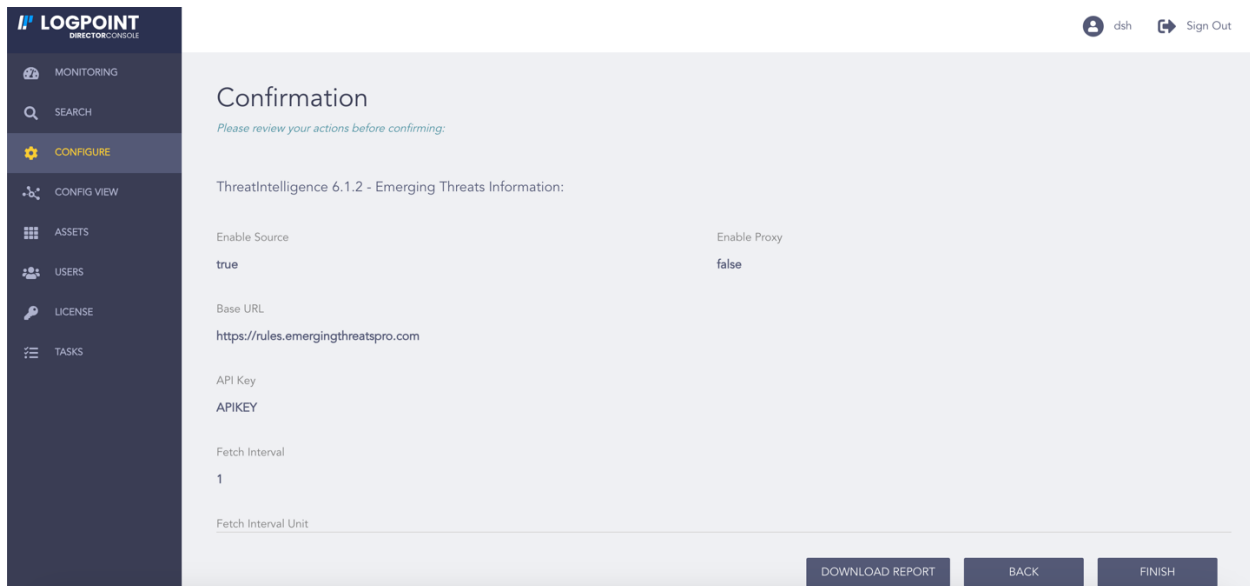 LOGPOINT
DIRECTORCONSOLE
dsh
Sign Out
MONITORING
SEARCH
CONFIGURE
CONFIG VIEW
ASSETS
USERS
LICENSE
TASKS
Confirmation
Please review your actions before confirming:
ThreatIntelligence 6.1.2 - Emerging Threats Information:
Enable Source
Enable Proxy
true
false
Base URL
https://rules.emergingthreatspro.com
API Key
APIKEY
Fetch Interval
1
Fetch Interval Unit
DOWNLOAD REPORT
BACK
FINISH